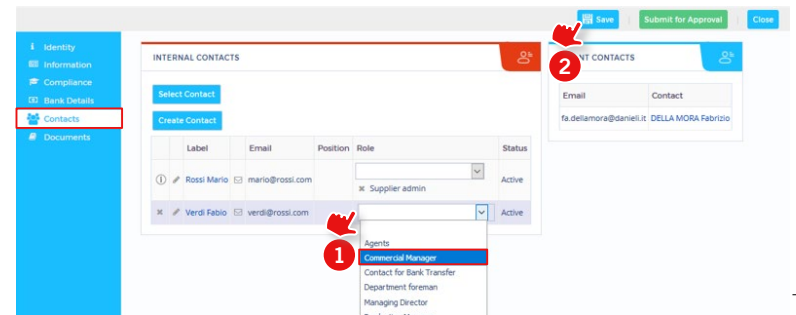 Save
Submit for Approval
Close
Identity
Information
Compliance
Bank Details
Contacts
Documents
INTERNAL CONTACTS
Select Contact
Create Contact
Label Email Position Role Status
Rossi Mario mario@rossi.com Active
Supplier admin
Verdi Fabio verdi@rossi.com Active
Agents
Commercial Manager
Contact for Bank Transfer
Department foreman
Managing Director
1
2
CONTACTS
Email Contact
fa.dellamora@danieli.it DELLA MORA Fabrizio